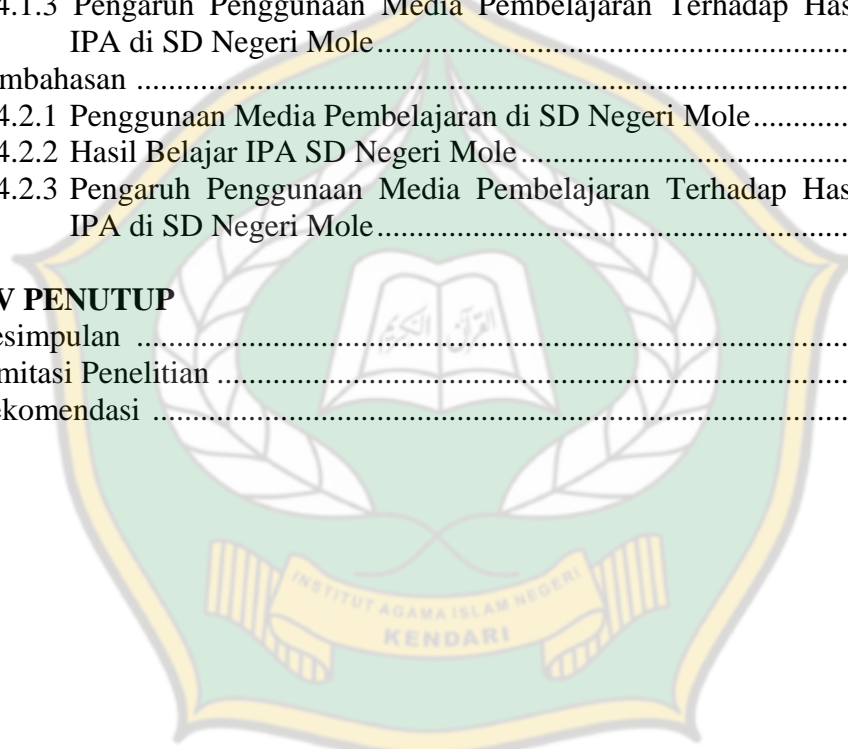 4.1.3 Pengaruh Penggunaan Media Pembelajaran Terhadap Has
IPA di SD Negeri Mole..............................................................
mbahasan ..........................................................................................
4.2.1 Penggunaan Media Pembelajaran di SD Negeri Mole............
4.2.2 Hasil Belajar IPA SD Negeri Mole.........................................
4.2.3 Pengaruh Penggunaan Media Pembelajaran Terhadap Has
IPA di SD Negeri Mole..............................................................
V PENUTUP
esimpulan ..........................................................................................
mitasi Penelitian ................................................................................
ekomendasi ........................................................................................
القرآن الكريم
INSTITUT AGAMA ISLAM NEGERI
KENDARI